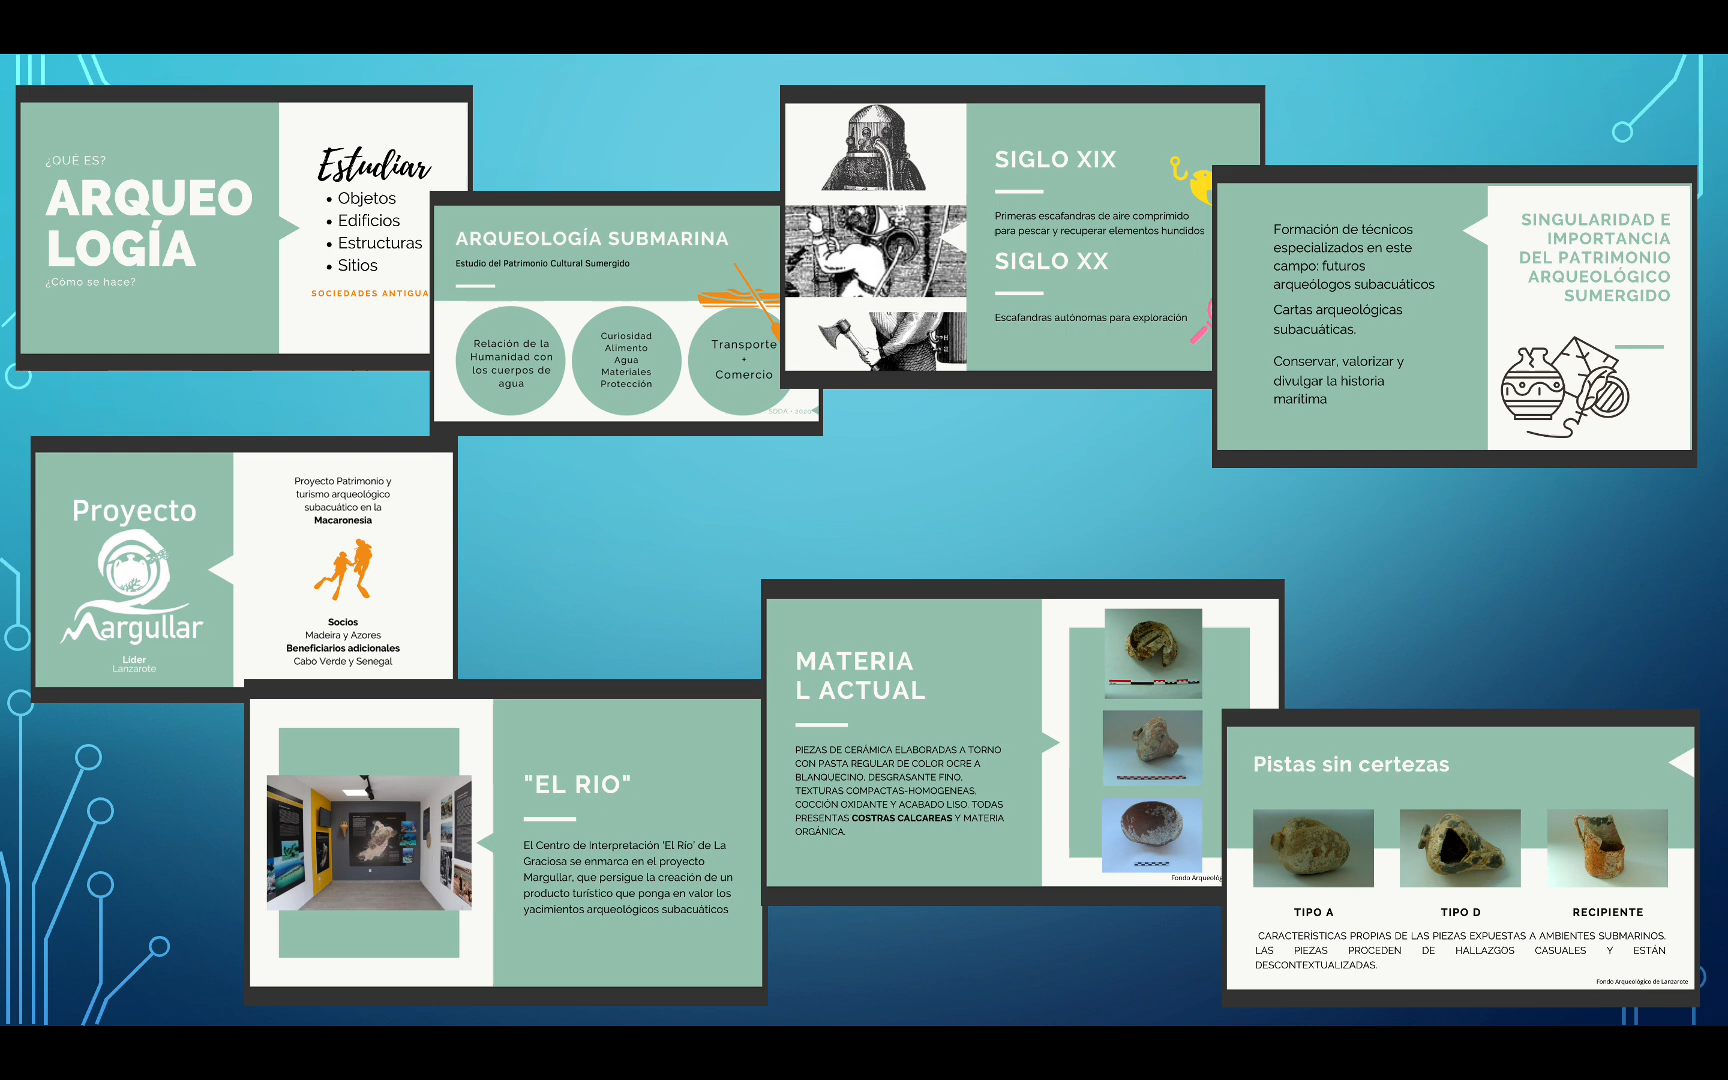 ¿QUÉ ES?
ARQUEO
LOGÍA
¿Cómo se hace?
Estudiar
• Objetos
• Edificios
• Estructuras
• Sitios
SOCIEDADES ANTIGUA
ARQUEOLOGÍA SUBMARINA
Estudio del Patrimonio Cultural Sumergido
Relación de la
Humanidad con
los cuerpos de
agua
Curiosidad
Alimento
Agua
Materiales
Protección
Transporte
+
Comercio
SDDA • 2020
SIGLO XIX
Primeras escafandras de aire comprimido
para pescar y recuperar elementos hundidos
SIGLO XX
Escafandras autónomas para exploración
Formación de técnicos
especializados en este
campo: futuros
arqueólogos subacuáticos
Cartas arqueológicas
subacuáticas.
Conservar, valorizar y
divulgar la historia
marítima
SINGULARIDAD E
IMPORTANCIA
DEL PATRIMONIO
ARQUEOLÓGICO
SUMERGIDO
Proyecto
Margullar
Líder
Lanzarote
Proyecto Patrimonio y
turismo arqueológico
subacuático en la
Macaronesia
Socios
Madeira y Azores
Beneficiarios adicionales
Cabo Verde y Senegal
"EL RIO"
El Centro de Interpretación 'El Río' de La
Graciosa se enmarca en el proyecto
Margullar, que persigue la creación de un
producto turístico que ponga en valor los
yacimientos arqueológicos subacuáticos
MATERIA
L ACTUAL
PIEZAS DE CERÁMICA ELABORADAS A TORNO
CON PASTA REGULAR DE COLOR OCRE A
BLANQUECINO, DESGRASANTE FINO,
TEXTURAS COMPACTAS-HOMOGENEAS,
COCCIÓN OXIDANTE Y ACABADO LISO. TODAS
PRESENTAS COSTRAS CALCAREAS Y MATERIA
ORGÁNICA.
Fondo Arqueológ
Pistas sin certezas
TIPO A
TIPO D
RECIPIENTE
CARACTERÍSTICAS PROPIAS DE LAS PIEZAS EXPUESTAS A AMBIENTES SUBMARINOS.
LAS PIEZAS PROCEDEN DE HALLAZGOS CASUALES Y ESTÁN
DESCONTEXTUALIZADAS.
Fondo Arqueológico de Lanzarote